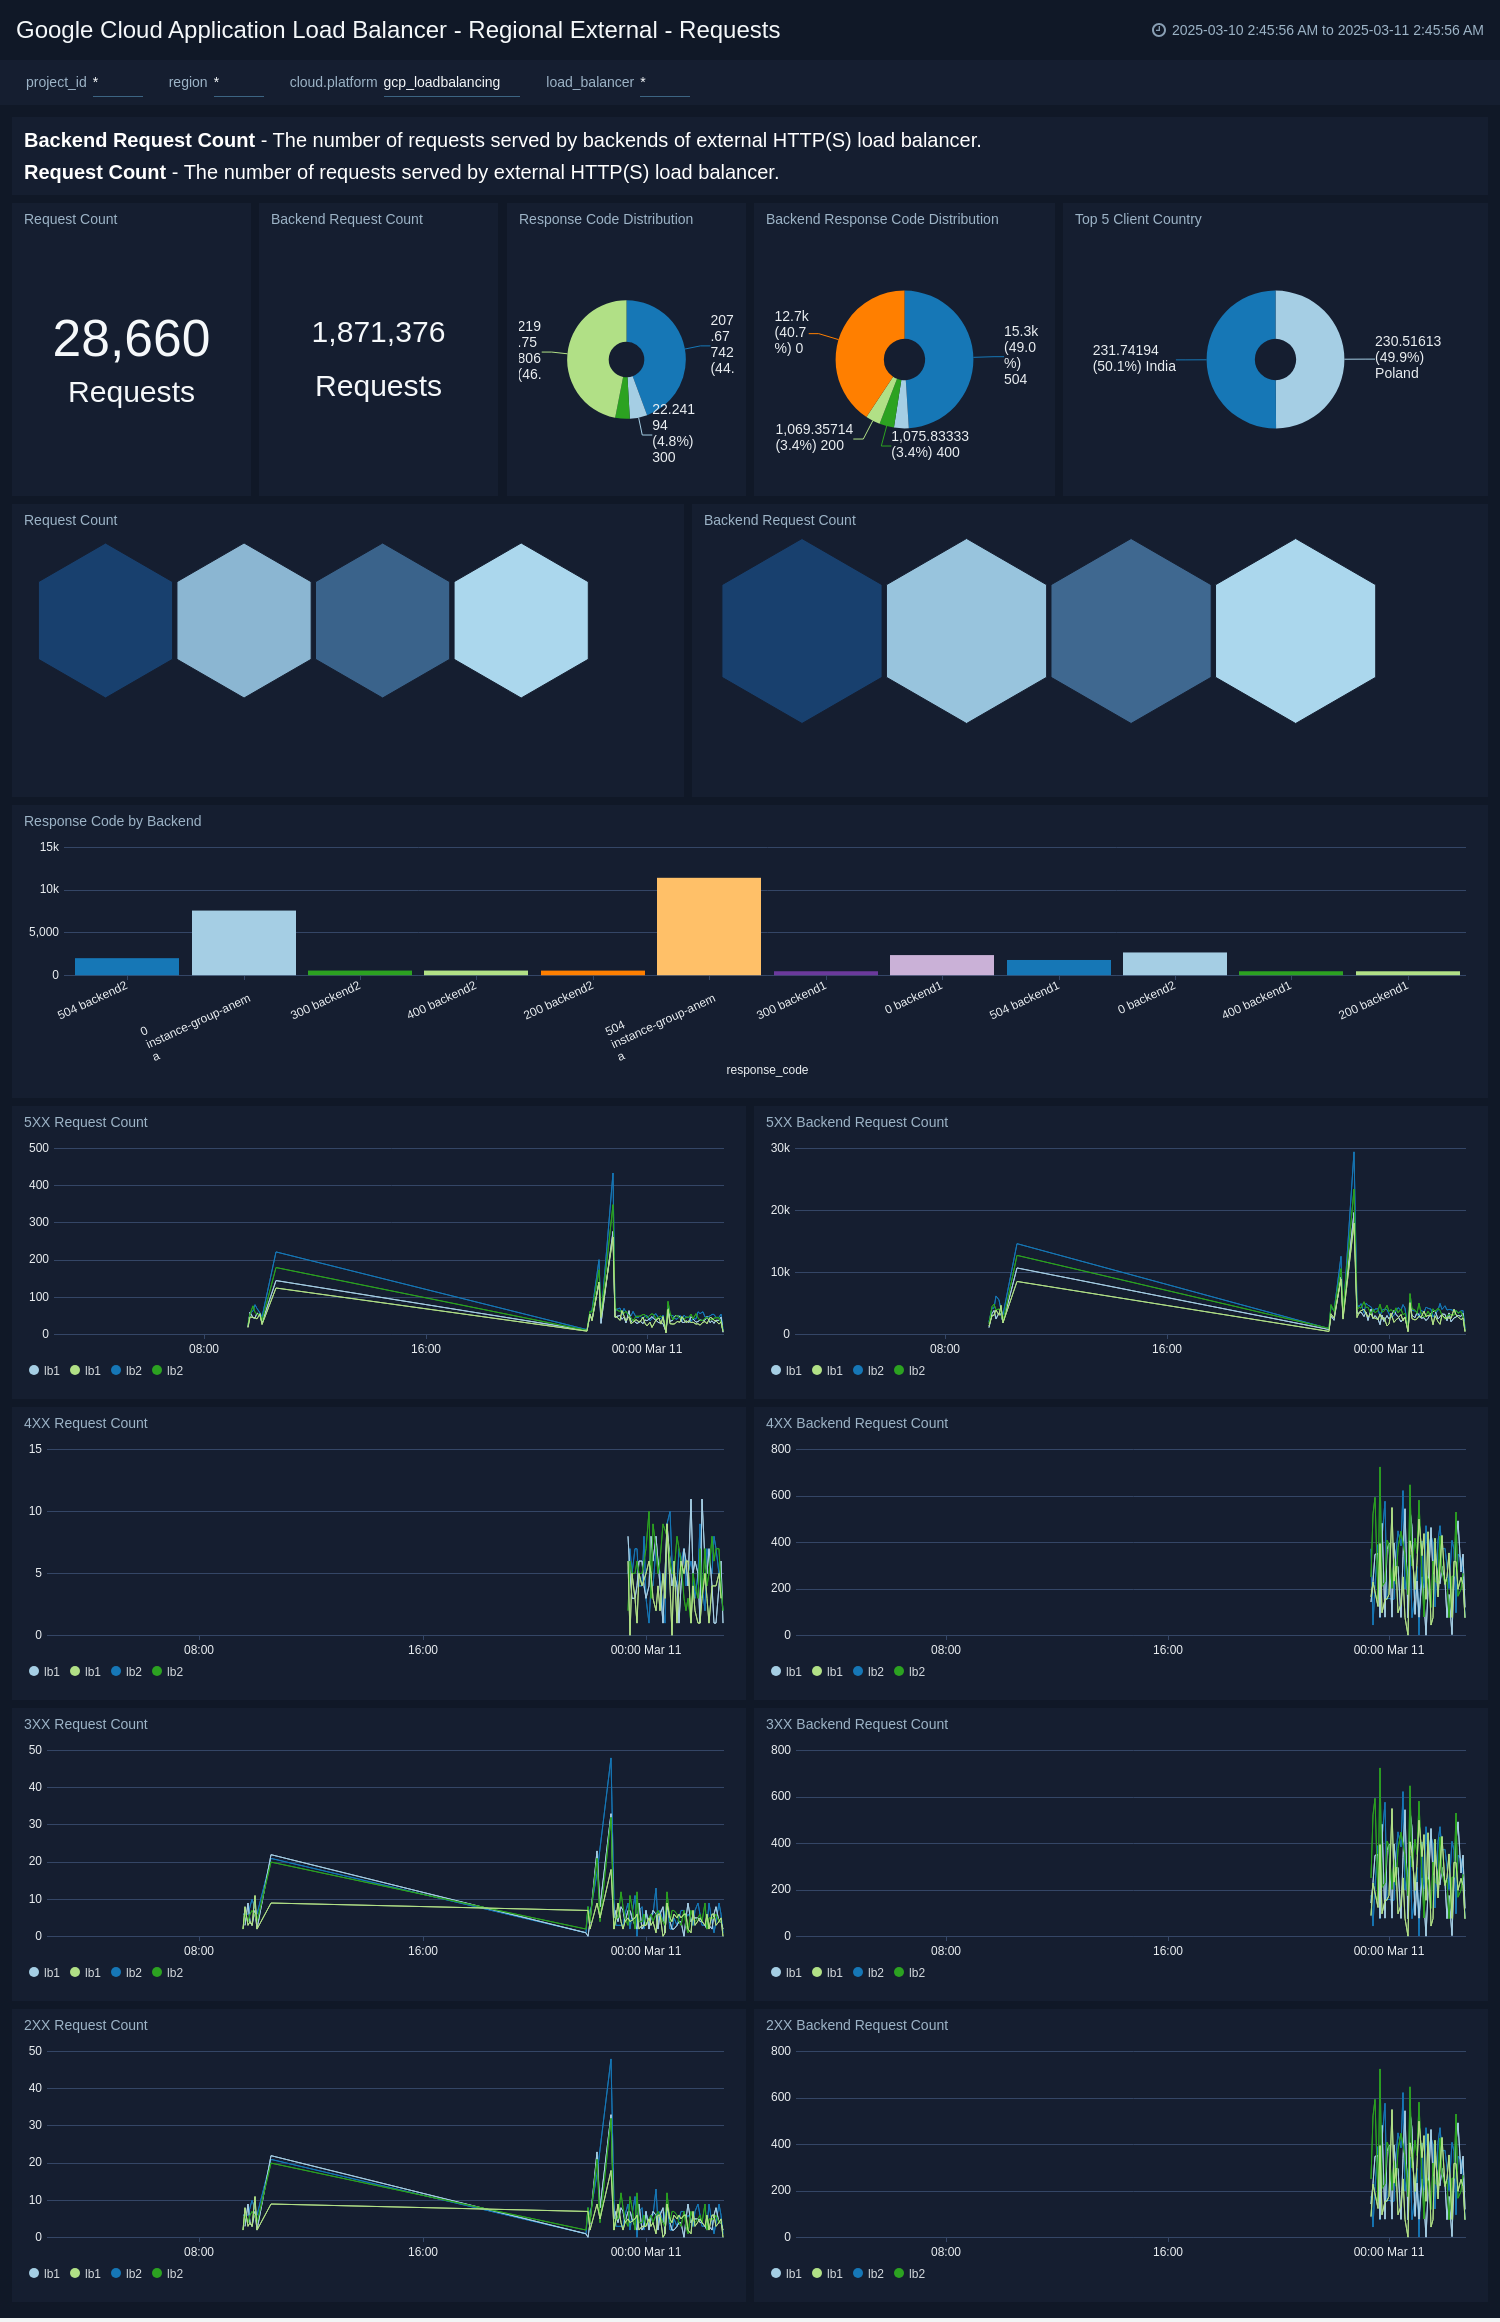 Google Cloud Application Load Balancer - Regional External - Requests
2025-03-10 2:45:56 AM to 2025-03-11 2:45:56 AM
project_id *
region *
cloud.platform gcp_loadbalancing
load_balancer *
Backend Request Count - The number of requests served by backends of external HTTP(S) load balancer.
Request Count - The number of requests served by external HTTP(S) load balancer.
Request Count
28,660
Requests
Backend Request Count
1,871,376
Requests
Response Code Distribution
219
.75
806
(46.
207
.67
742
(44.
22.241
94
(4.8%)
300
Backend Response Code Distribution
12.7k
(40.7
%) 0
15.3k
(49.0
%)
504
1,069.35714
(3.4%) 200
1,075.83333
(3.4%) 400
Top 5 Client Country
231.74194
(50.1%) India
230.51613
(49.9%)
Poland
Request Count
Backend Request Count
Response Code by Backend
15k
10k
5,000
0
504 backend2
0
instance-group-anem
a
300 backend2
400 backend2
200 backend2
504
instance-group-anem
a
300 backend1
0 backend1
504 backend1
0 backend2
400 backend1
200 backend1
response_code
5XX Request Count
500
400
300
200
100
0
08:00
16:00
00:00 Mar 11
lb1 lb1 lb2 lb2
5XX Backend Request Count
30k
20k
10k
0
08:00
16:00
00:00 Mar 11
lb1 lb1 lb2 lb2
4XX Request Count
15
10
5
0
08:00
16:00
00:00 Mar 11
lb1 lb1 lb2 lb2
4XX Backend Request Count
800
600
400
200
0
08:00
16:00
00:00 Mar 11
lb1 lb1 lb2 lb2
3XX Request Count
50
40
30
20
10
0
08:00
16:00
00:00 Mar 11
lb1 lb1 lb2 lb2
3XX Backend Request Count
800
600
400
200
0
08:00
16:00
00:00 Mar 11
lb1 lb1 lb2 lb2
2XX Request Count
50
40
30
20
10
0
08:00
16:00
00:00 Mar 11
lb1 lb1 lb2 lb2
2XX Backend Request Count
800
600
400
200
0
08:00
16:00
00:00 Mar 11
lb1 lb1 lb2 lb2